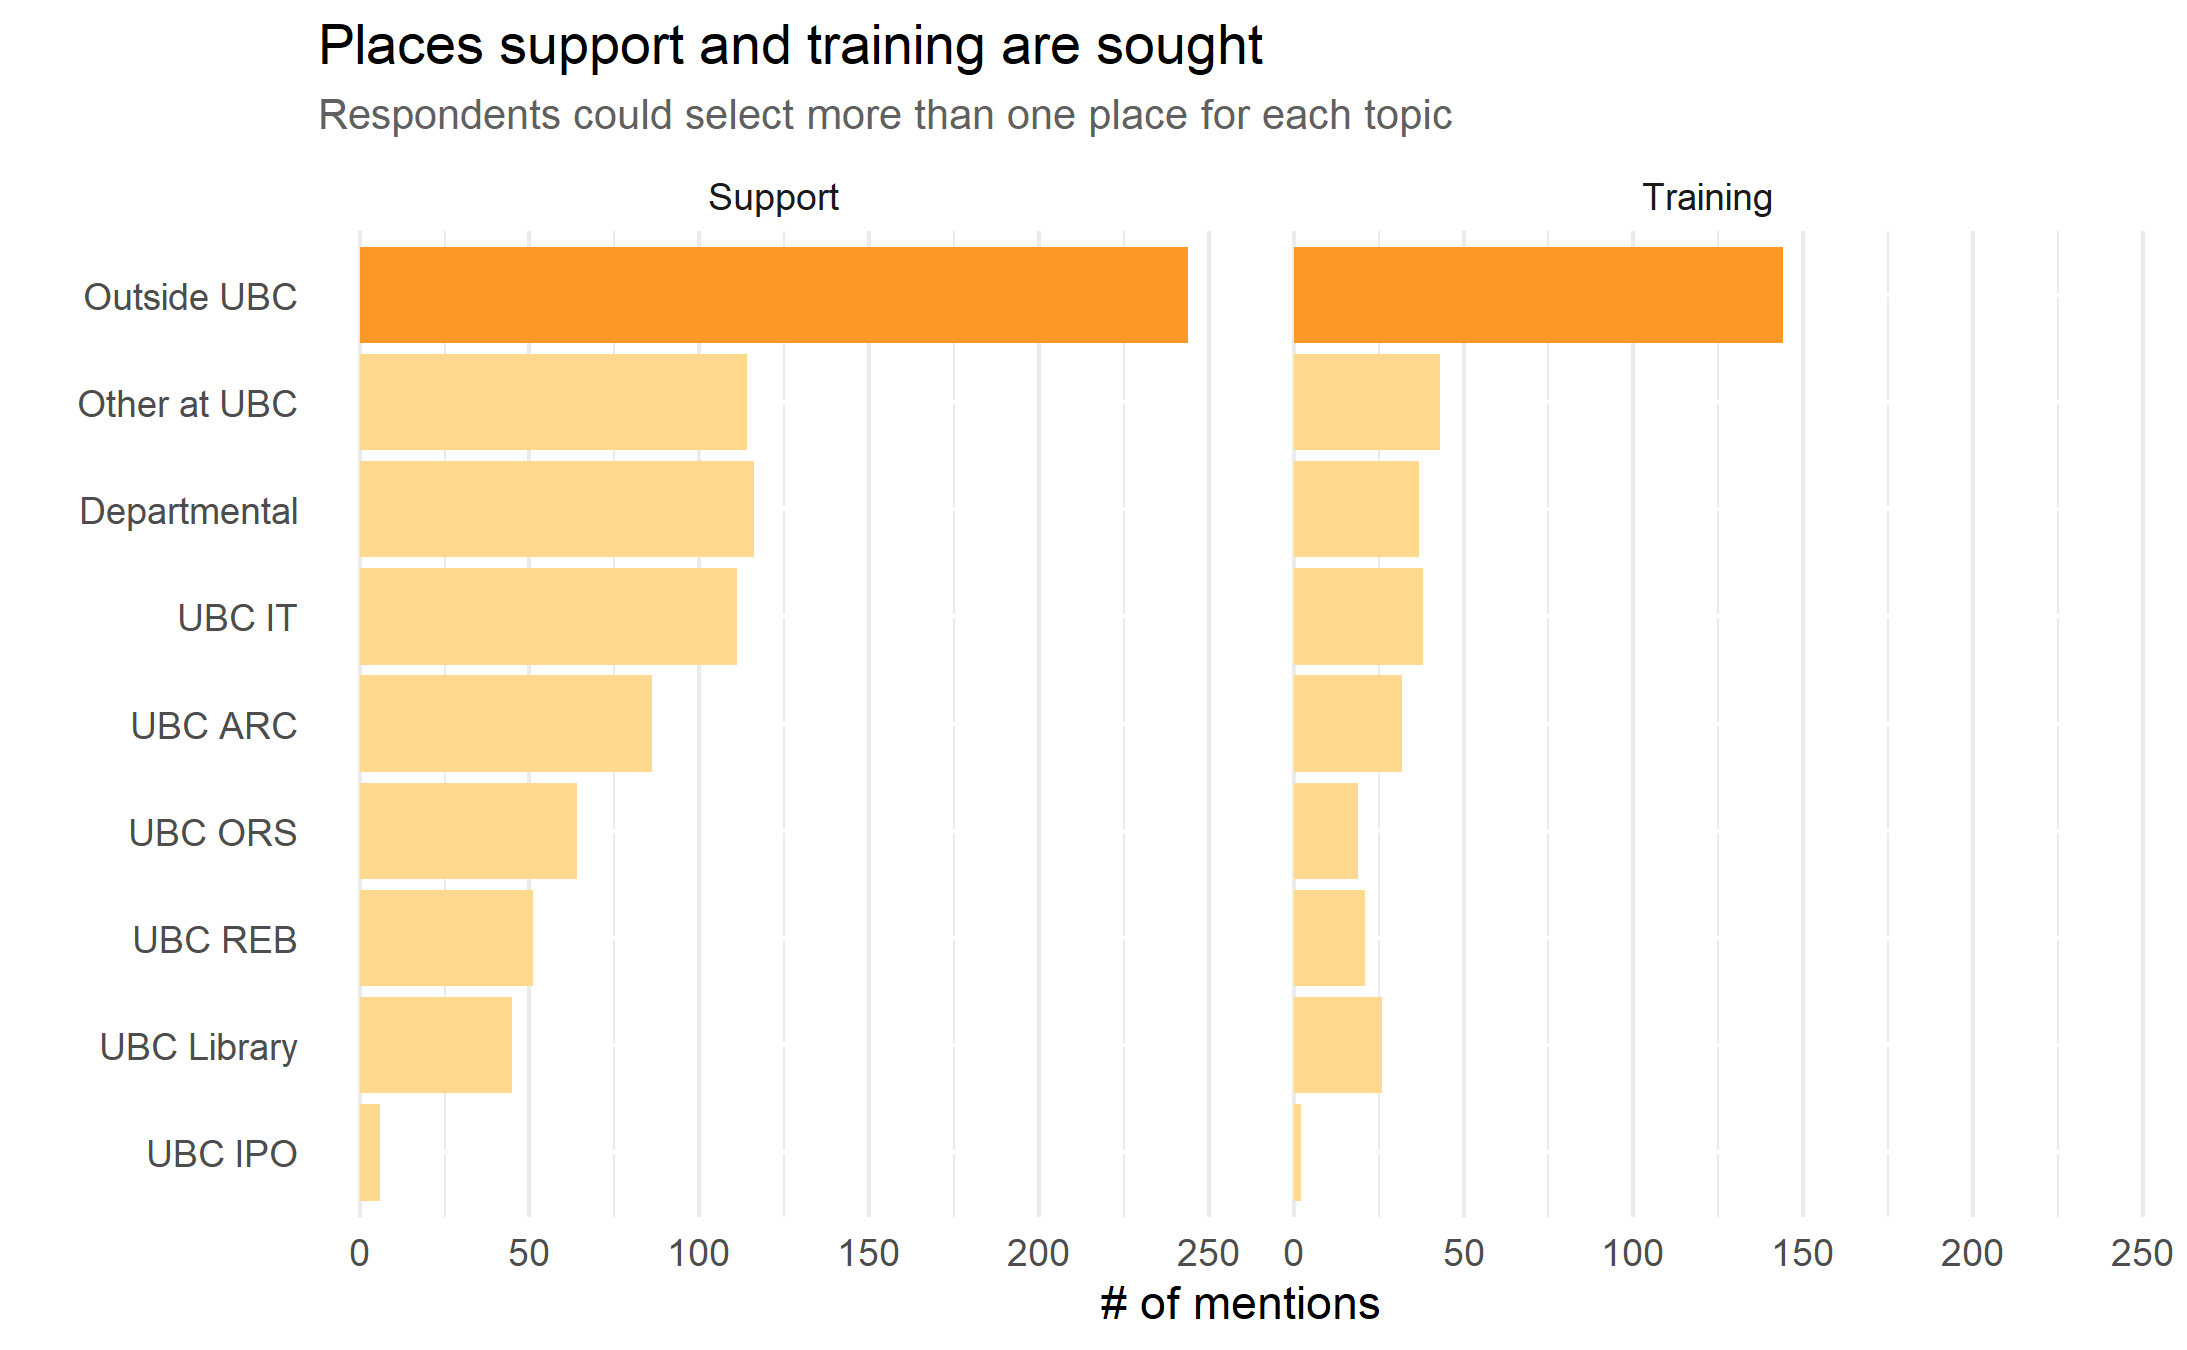 Places support and training are sought
Respondents could select more than one place for each topic
Support
Training
Outside UBC
Other at UBC
Departmental
UBC IT
UBC ARC
UBC ORS
UBC REB
UBC Library
UBC IPO
0 50 100 150 200 250 0 50 100 150 200 250
# of mentions